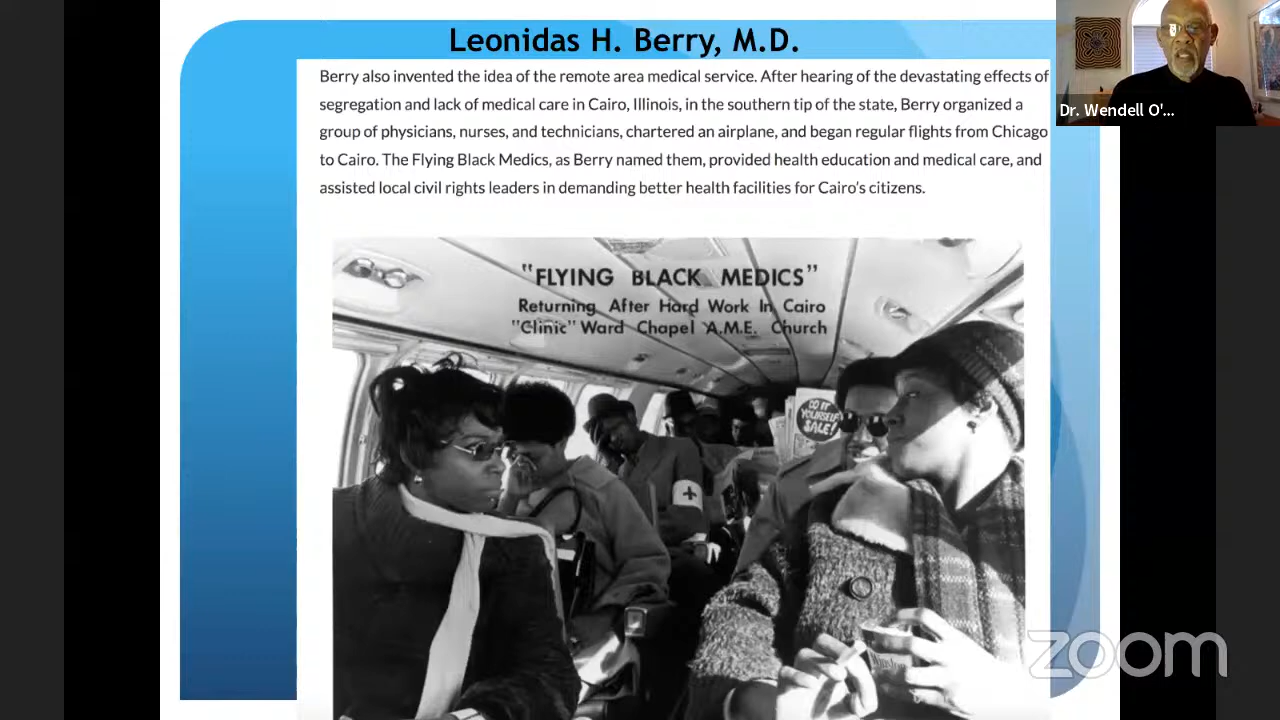 Leonidas H. Berry, M.D.
Berry also invented the idea of the remote area medical service. After hearing of the devastating effects of
segregation and lack of medical care in Cairo, Illinois, in the southern tip of the state, Berry organized a
group of physicians, nurses, and technicians, chartered an airplane, and began regular flights from Chicago
to Cairo. The Flying Black Medics, as Berry named them, provided health education and medical care, and
assisted local civil rights leaders in demanding better health facilities for Cairo's citizens.
Dr. Wendell O'...
"FLYING BLACK MEDICS"
Returning After Hard Work In Cairo
"Clinic" Ward Chapel A.M.E. Church
DO IT
YOURSELF
SALE!
Winston
zoom